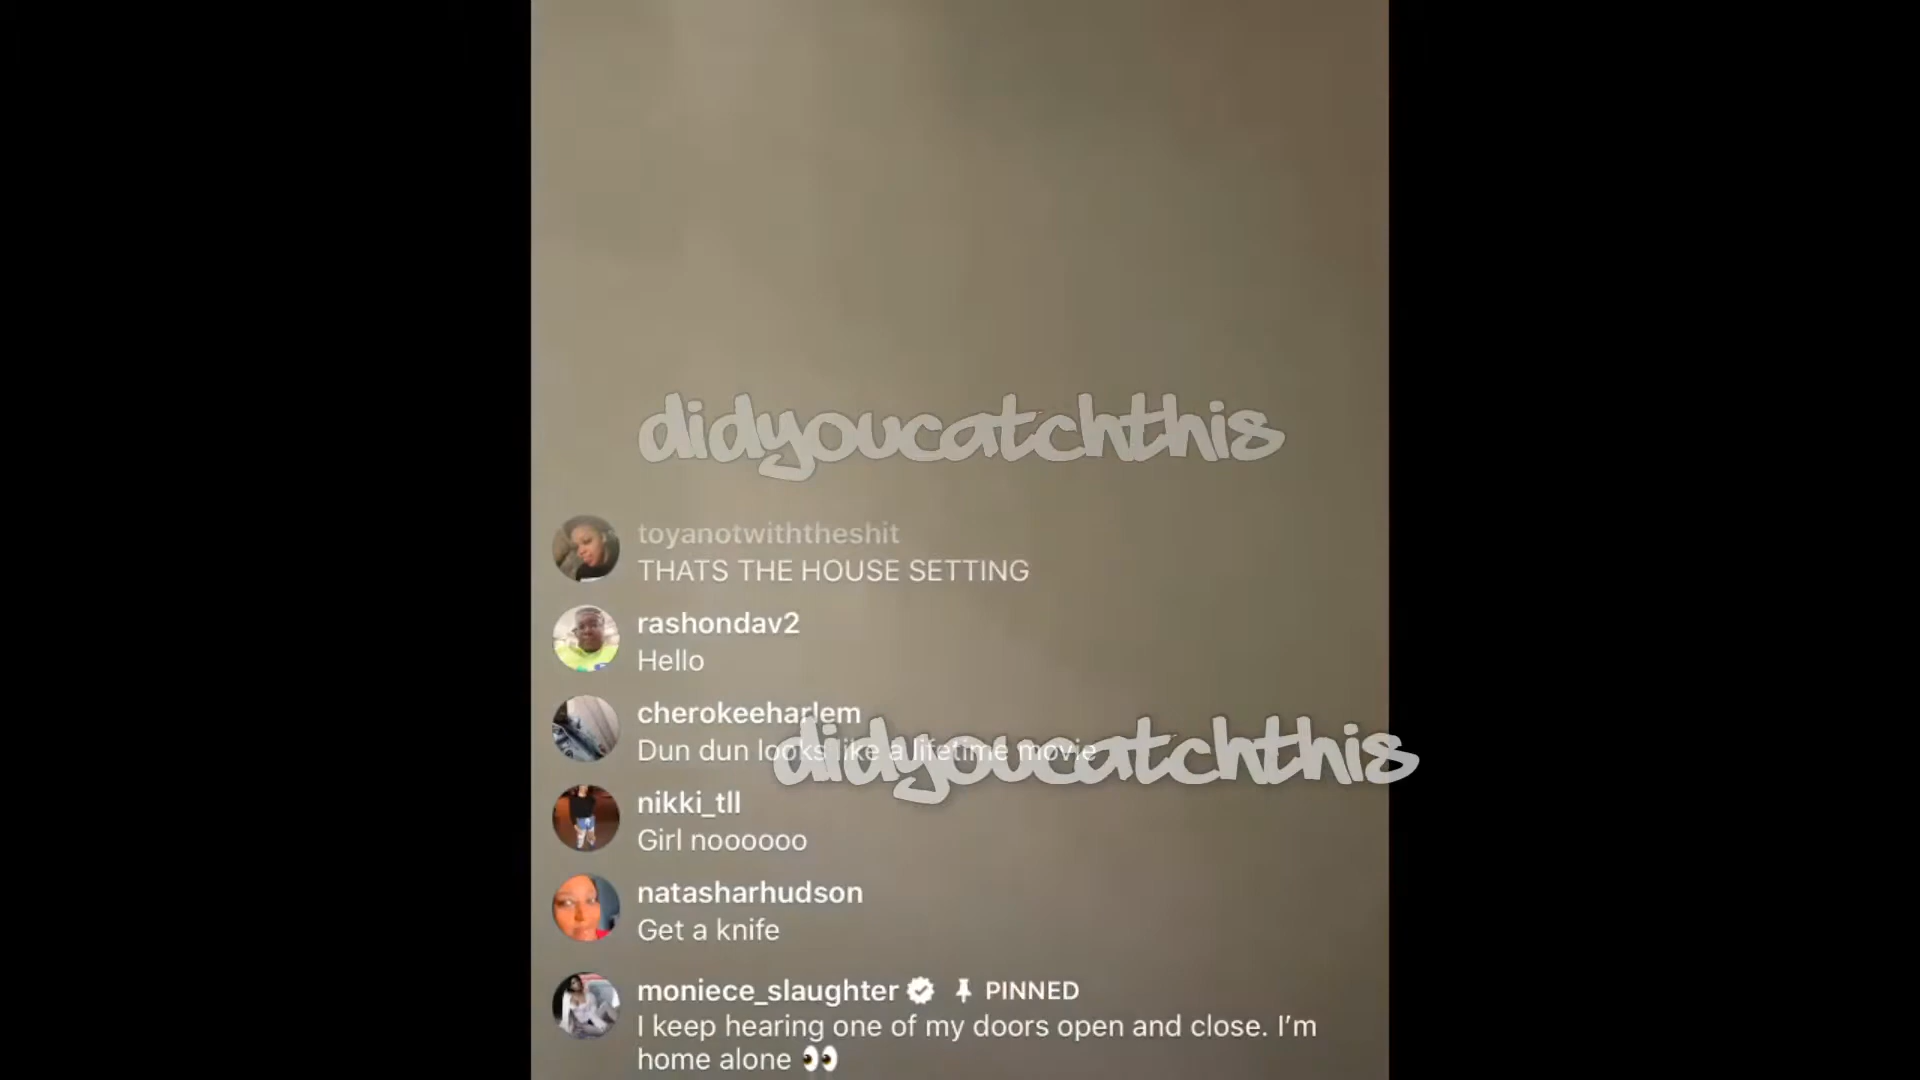 didyoucatchthis
toyanotwiththeshit
THATS THE HOUSE SETTING
rashondav2
Hello
cherokeeharlem
Dun dun looks like a lifetime movie
didyoucatchthis
nikki_tll
Girl noooooo
natasharhudson
Get a knife
moniece_slaughter PINNED
I keep hearing one of my doors open and close. I’m
home alone 👀